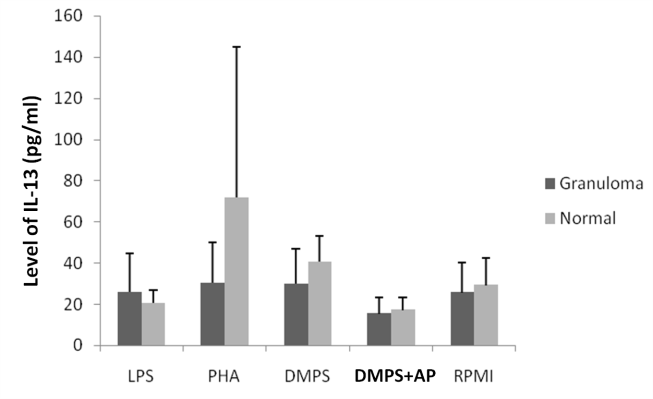 Level of IL-13 (pg/ml)
160
140
120
100
80
60
40
20
0
LPS PHA DMPS DMPS+AP RPMI
Granuloma
Normal